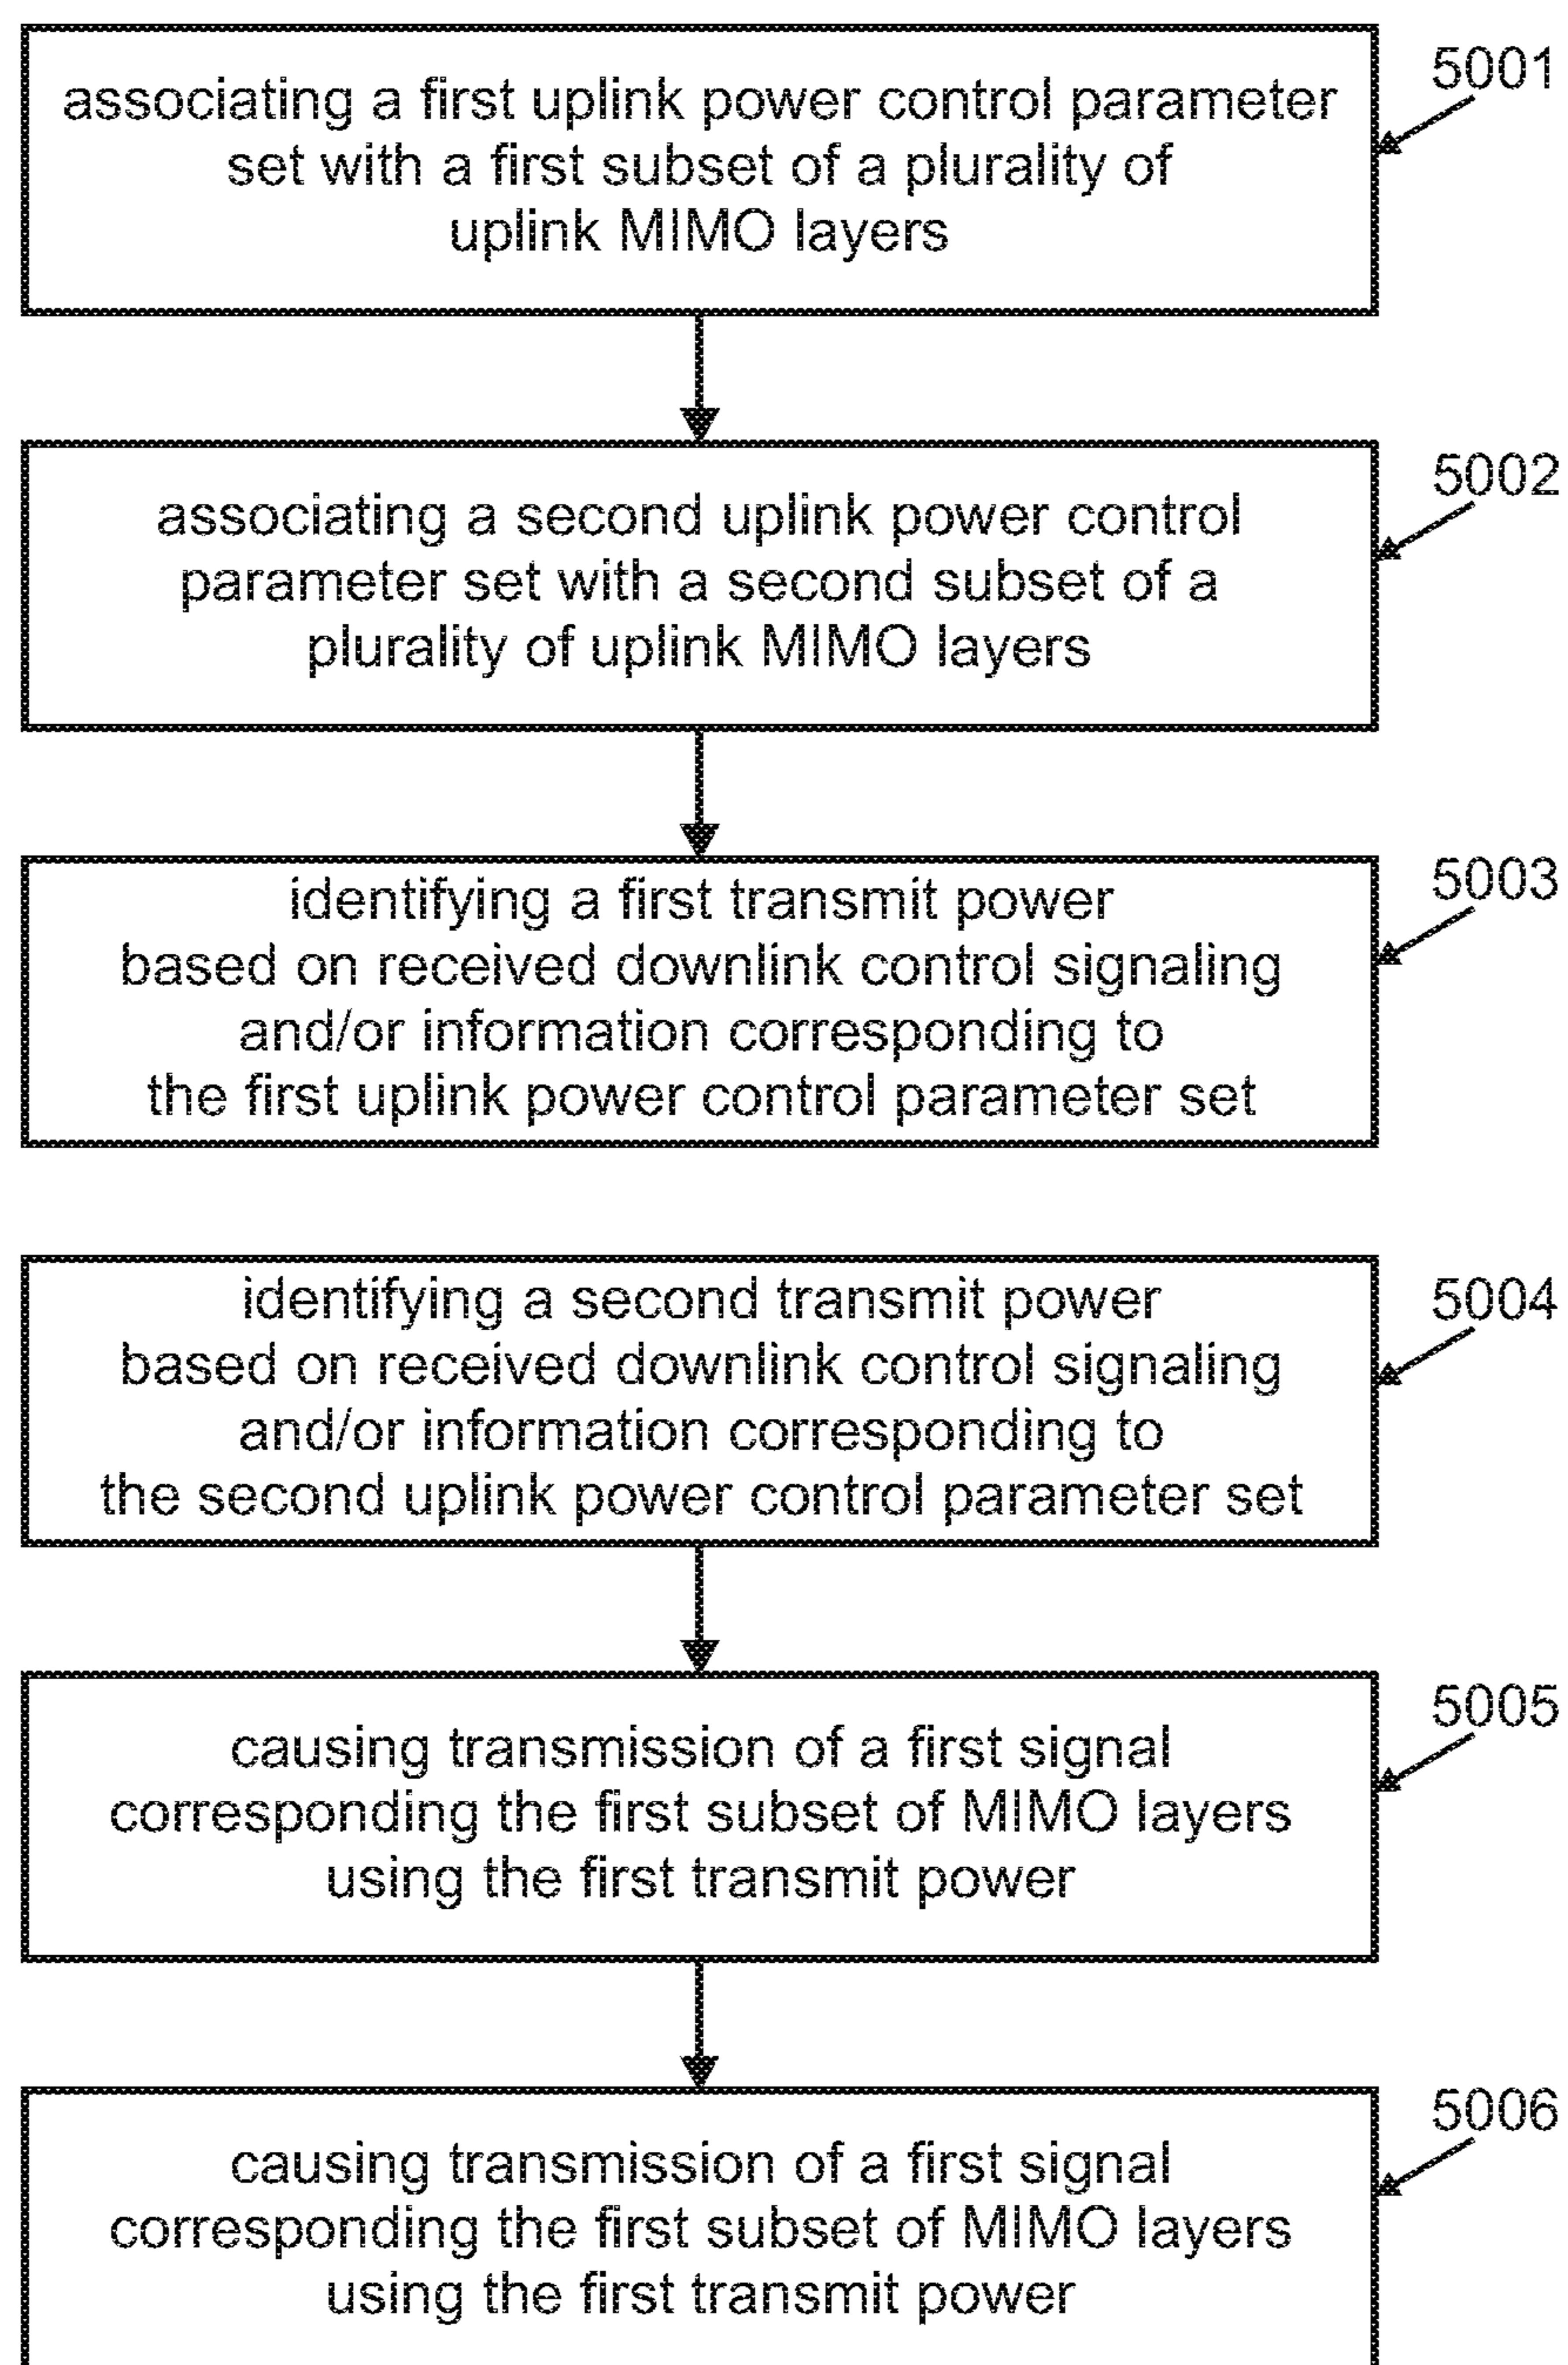 associating a first uplink power control parameter
set with a first subset of a plurality of
uplink MIMO layers
5001
associating a second uplink power control
parameter set with a second subset of a
plurality of uplink MIMO layers
5002
identifying a first transmit power
based on received downlink control signaling
and/or information corresponding to
the first uplink power control parameter set
5003
identifying a second transmit power
based on received downlink control signaling
and/or information corresponding to
the second uplink power control parameter set
5004
causing transmission of a first signal
corresponding the first subset of MIMO layers
using the first transmit power
5005
causing transmission of a first signal
corresponding the first subset of MIMO layers
using the first transmit power
5006